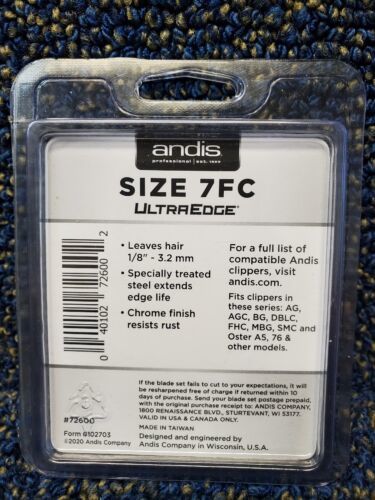 andis
professional | est. 1922
SIZE 7FC
ULTRAEDGE®
• Leaves hair
1/8" - 3.2 mm
• Specially treated
steel extends
edge life
• Chrome finish
resists rust
For a full list of
compatible Andis
clippers, visit
andis.com.
Fits clippers in
these series: AG,
AGC, BG, DBLC,
FHC, MBG, SMC and
Oster A5, 76 &
other models.
0 40102 72600 2
#72600
Form #102703
©2020 Andis Company
If the blade set fails to cut to your expectations, it will
be resharpened free of charge if returned within 10
days of purchase. Send your blade set postage prepaid,
with the original purchase receipt to: ANDIS COMPANY,
1800 RENAISSANCE BLVD., STURTEVANT, WI 53177.
VALID IN USA & CANADA ONLY.
MADE IN TAIWAN
Designed and engineered by
Andis Company in Wisconsin, U.S.A.